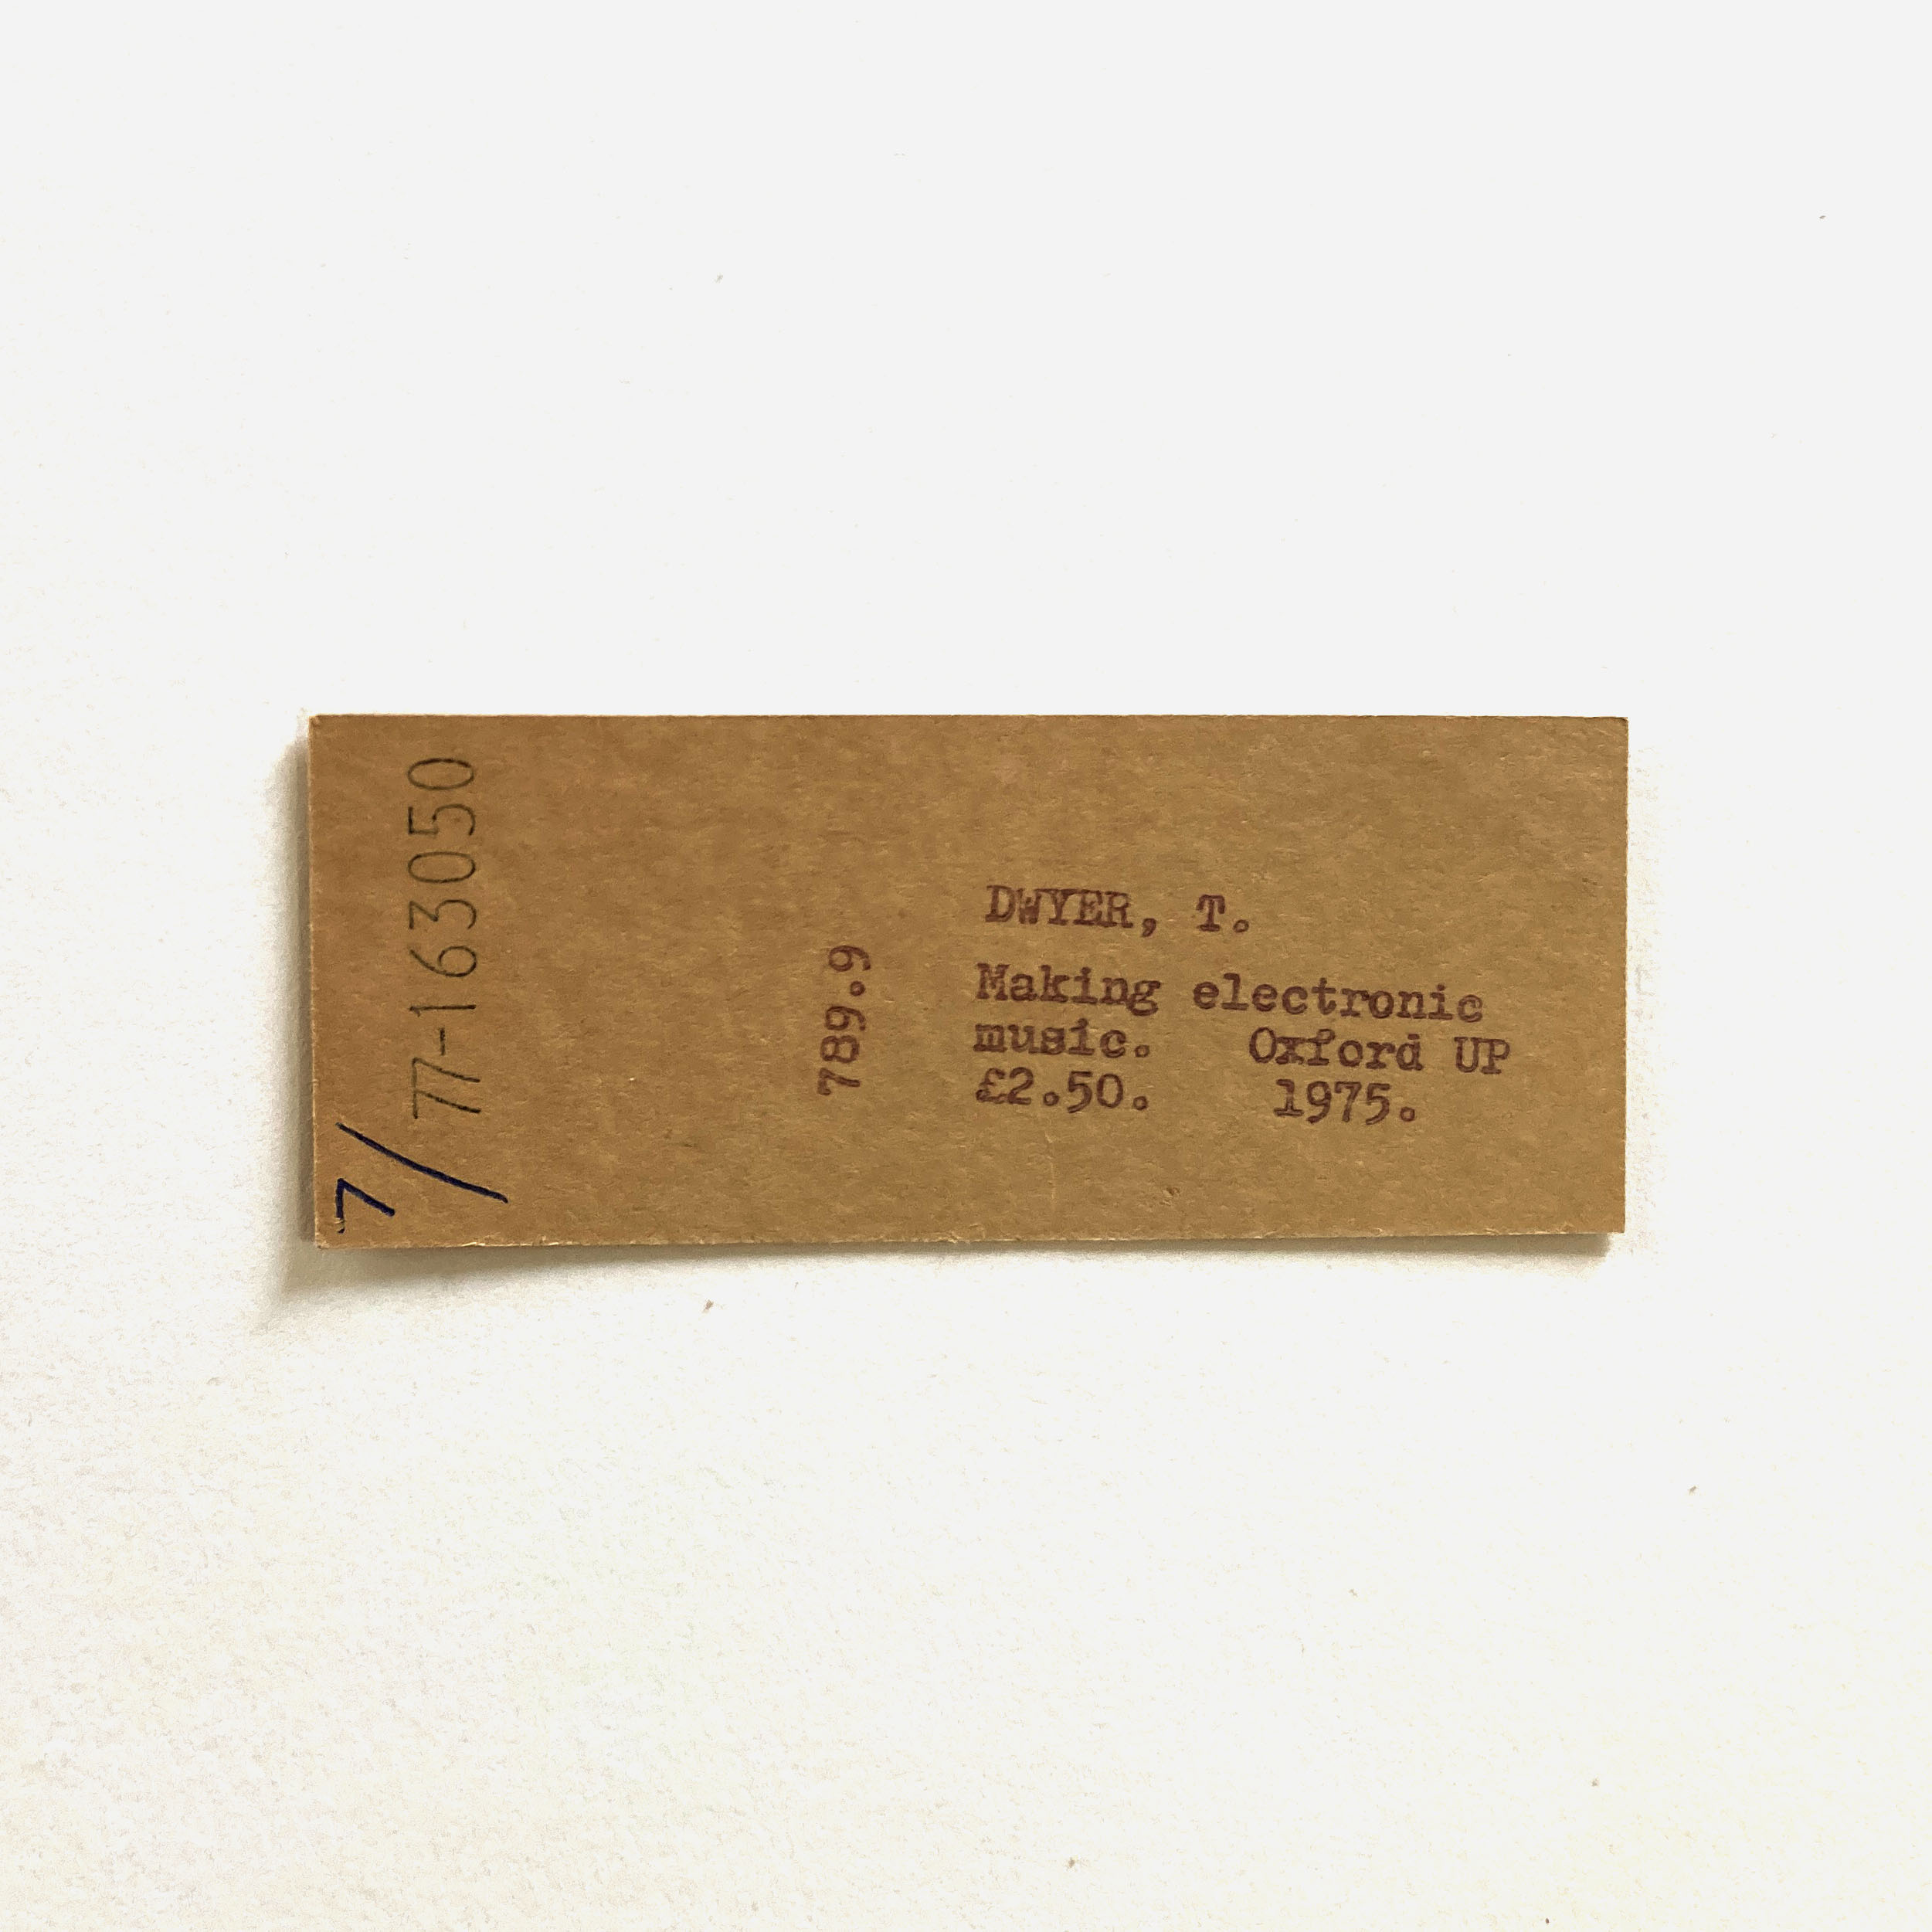 7/ 77-163050
789.9
DWYER, T.
Making electronic
music. Oxford UP
£2.50. 1975.